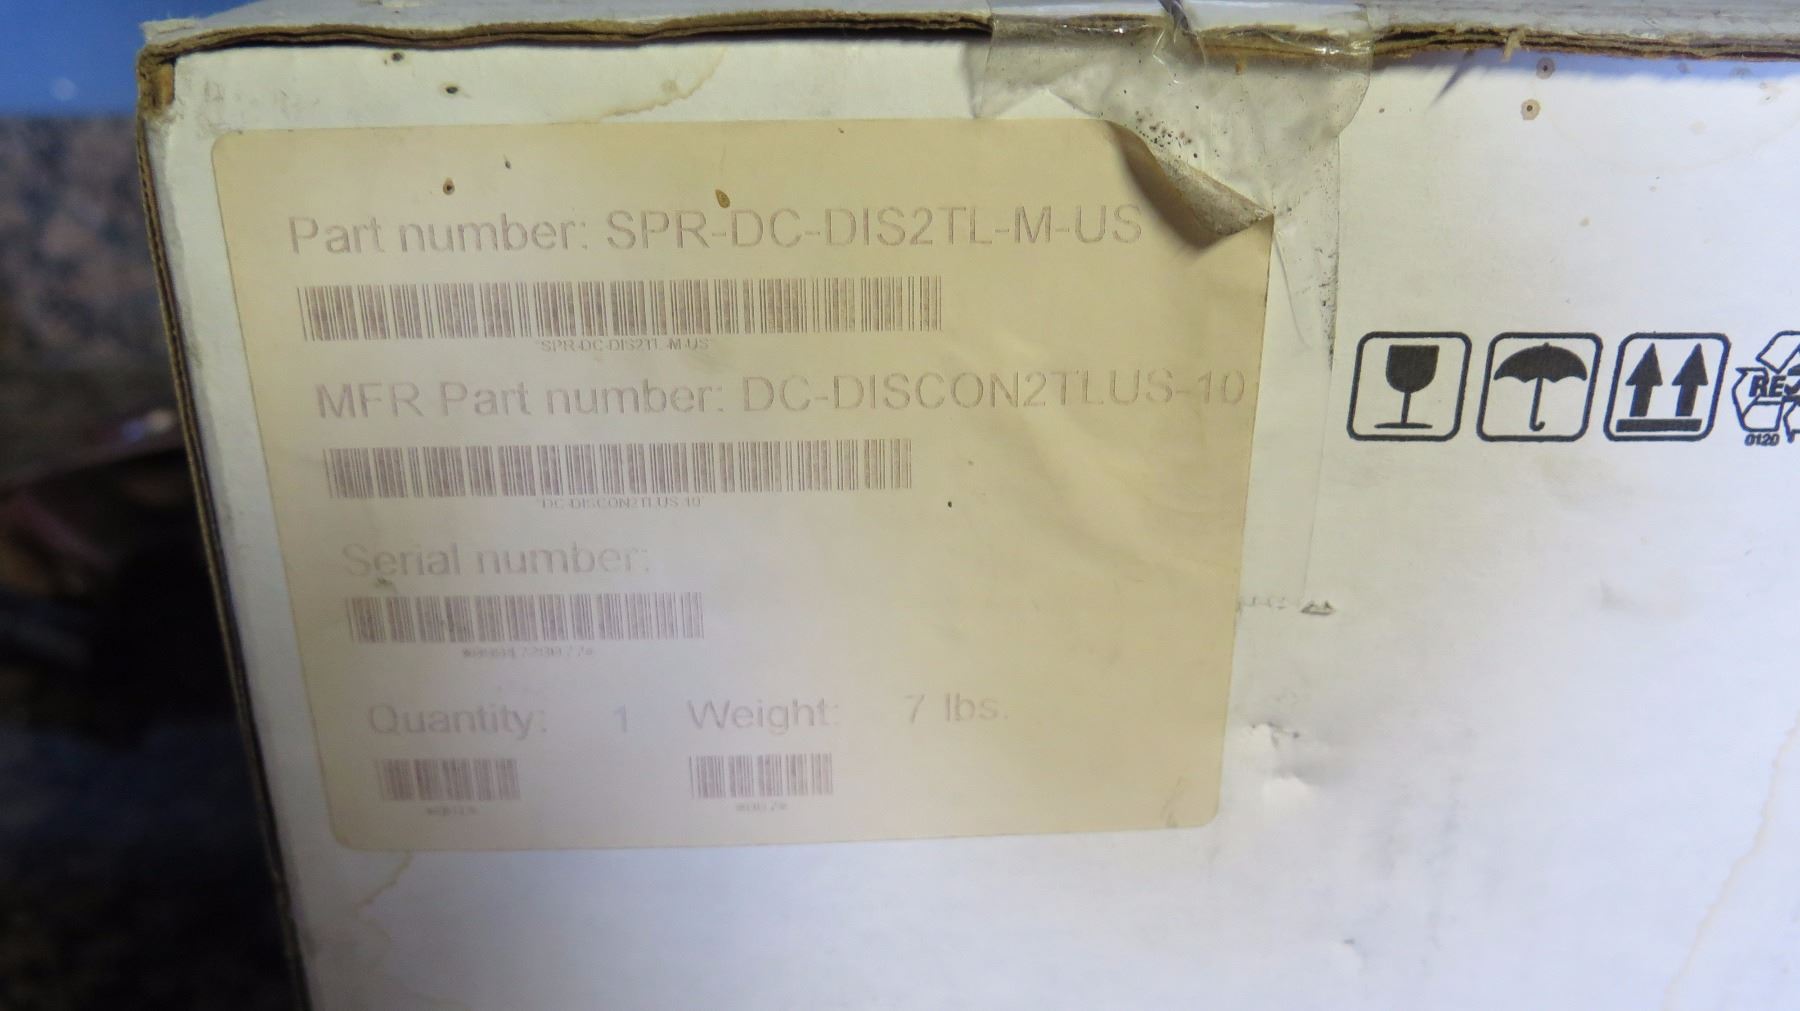 Part number: SPR-DC-DIS2TL-M-US
*SPR-DC-DIS2TL-M-US*
MFR Part number: DC-DISCON2TLUS-10
*DC-DISCON2TLUS-10*
Serial number:
Quantity: 1 Weight: 7 lbs.
0120